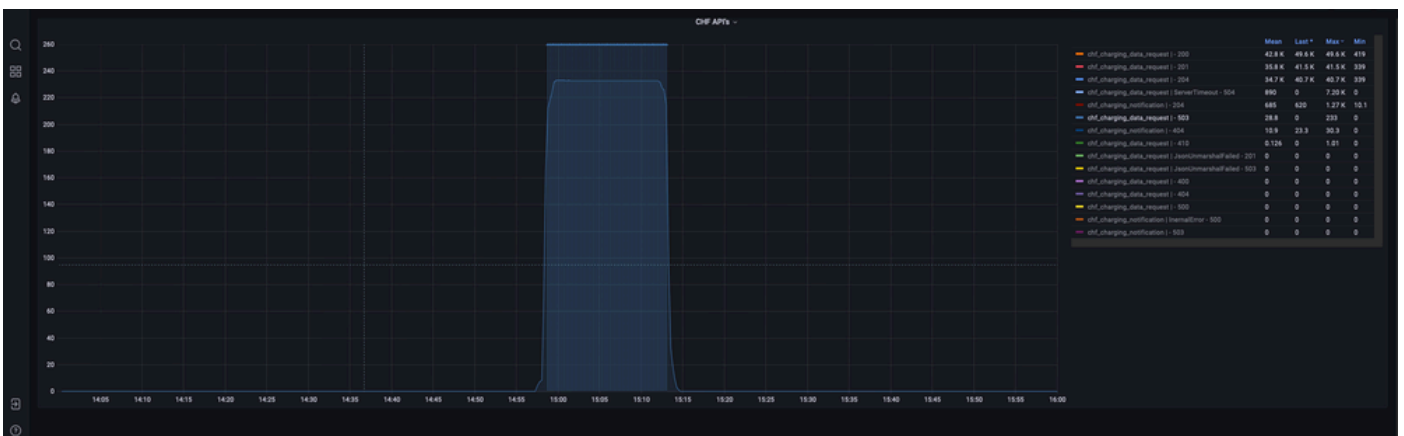 CHF API's
260
240
220
200
180
160
140
120
100
80
60
40
20
0
14:05 14:10 14:15 14:20 14:25 14:30 14:35 14:40 14:45 14:50 14:55 15:00 15:05 15:10 15:15 15:20 15:25 15:30 15:35 15:40 15:45 15:50 15:55 16:00
Mean Last * Max Min
chf_charging_data_request | - 200 42.8 K 49.6 K 49.6 K 419
chf_charging_data_request | - 201 35.8 K 41.5 K 41.5 K 339
chf_charging_data_request | - 204 34.7 K 40.7 K 40.7 K 339
chf_charging_data_request | ServerTimeout - 504 890 0 7.20 K 0
chf_charging_notification | - 204 685 620 1.27 K 10.1
chf_charging_data_request | - 503 28.8 0 233 0
chf_charging_notification | - 404 10.9 23.3 30.3 0
chf_charging_data_request | - 410 0.126 0 1.01 0
chf_charging_data_request | JsonUnmarshalFailed - 201 0 0 0 0
chf_charging_data_request | JsonUnmarshalFailed - 503 0 0 0 0
chf_charging_data_request | - 400 0 0 0 0
chf_charging_data_request | - 404 0 0 0 0
chf_charging_data_request | - 500 0 0 0 0
chf_charging_notification | InernalError - 500 0 0 0 0
chf_charging_notification | - 503 0 0 0 0